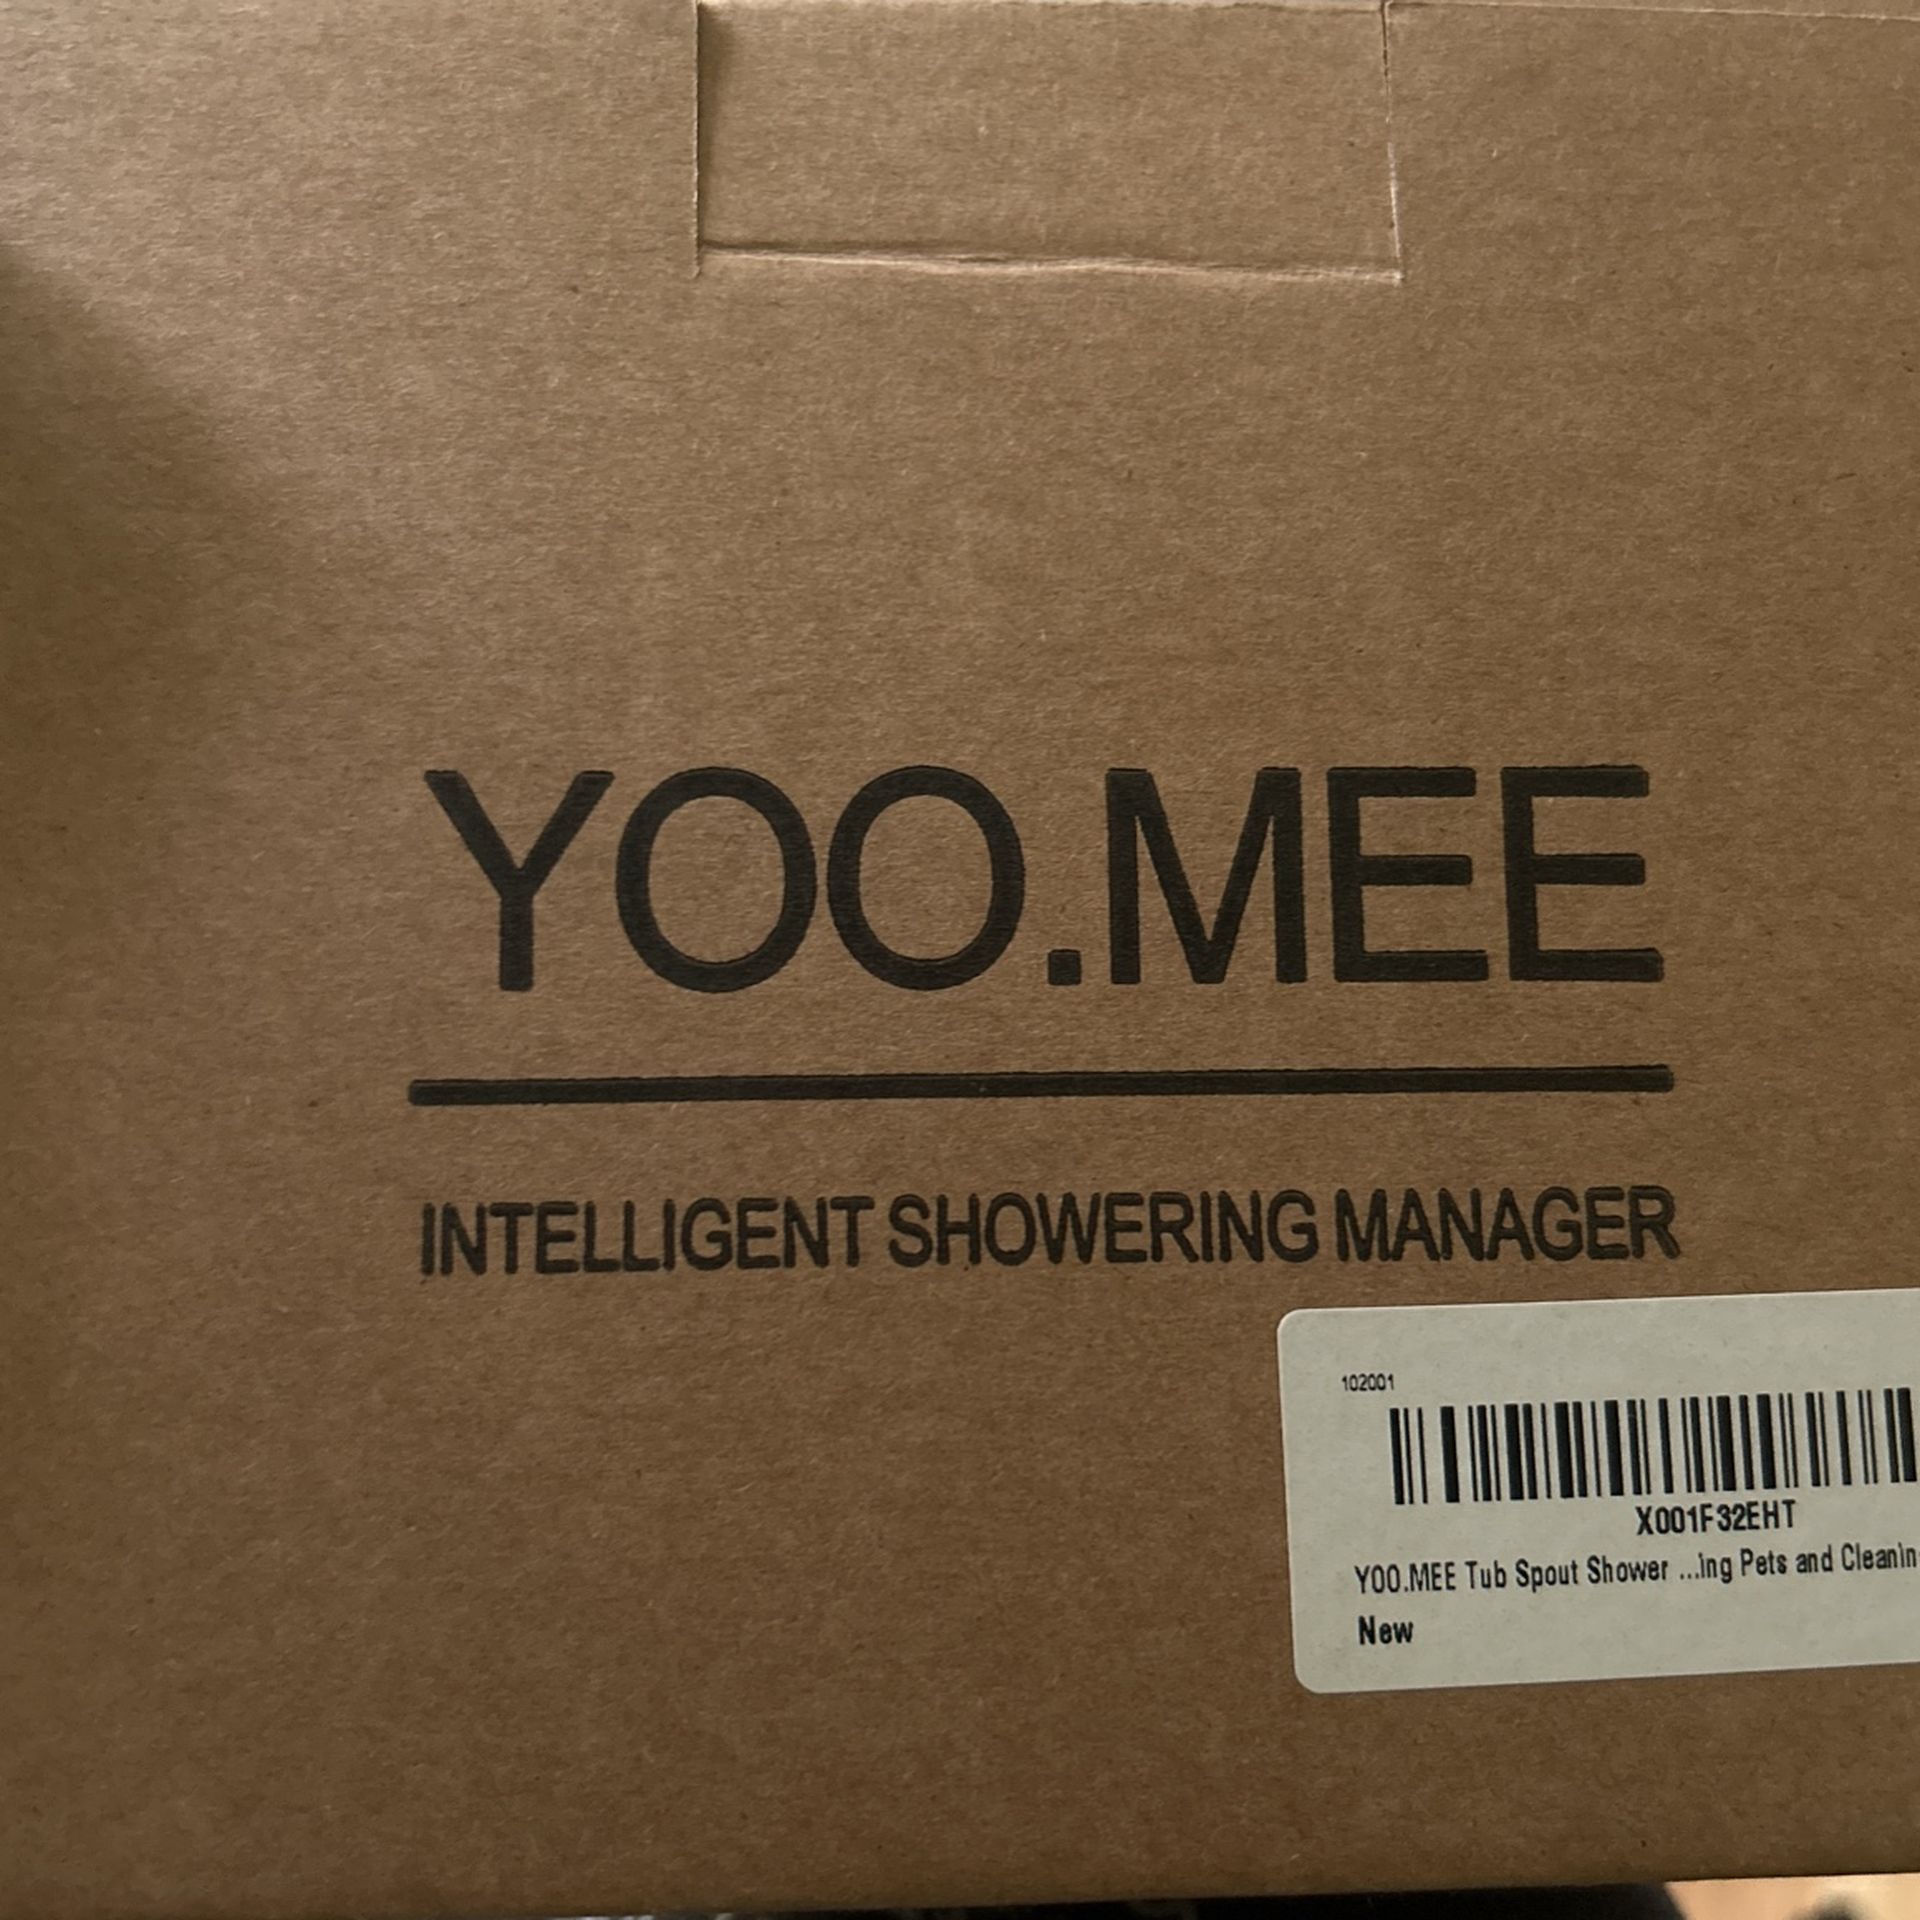 YOO.MEE
INTELLIGENT SHOWERING MANAGER
102001
X001F32EHT
YOO.MEE Tub Spout Shower ...ing Pets and Cleanin
New